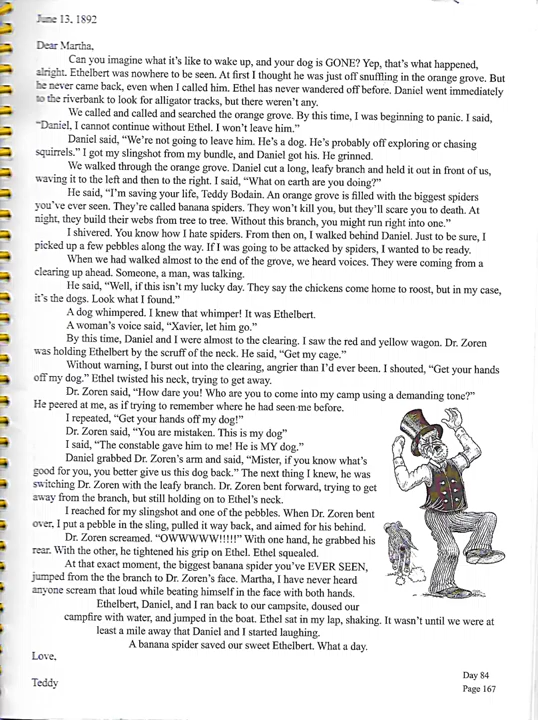 June 13, 1892
Dear Martha,
Can you imagine what it's like to wake up, and your dog is GONE? Yep, that's what happened,
alright. Ethelbert was nowhere to be seen. At first I thought he was just off snuffling in the orange grove. But
he never came back, even when I called him. Ethel has never wandered off before. Daniel went immediately
to the riverbank to look for alligator tracks, but there weren't any.
We called and called and searched the orange grove. By this time, I was beginning to panic. I said,
"Daniel, I cannot continue without Ethel. I won't leave him."
Daniel said, "We're not going to leave him. He's a dog. He's probably off exploring or chasing
squirrels." I got my slingshot from my bundle, and Daniel got his. He grinned.
We walked through the orange grove. Daniel cut a long, leafy branch and held it out in front of us,
waving it to the left and then to the right. I said, "What on earth are you doing?"
He said, "I'm saving your life, Teddy Bodain. An orange grove is filled with the biggest spiders
you've ever seen. They're called banana spiders. They won't kill you, but they'll scare you to death. At
night, they build their webs from tree to tree. Without this branch, you might run right into one."
I shivered. You know how I hate spiders. From then on, I walked behind Daniel. Just to be sure, I
picked up a few pebbles along the way. If I was going to be attacked by spiders, I wanted to be ready.
When we had walked almost to the end of the grove, we heard voices. They were coming from a
clearing up ahead. Someone, a man, was talking.
He said, "Well, if this isn't my lucky day. They say the chickens come home to roost, but in my case,
it's the dogs. Look what I found."
A dog whimpered. I knew that whimper! It was Ethelbert.
A woman's voice said, "Xavier, let him go."
By this time, Daniel and I were almost to the clearing. I saw the red and yellow wagon. Dr. Zoren
was holding Ethelbert by the scruff of the neck. He said, "Get my cage."
Without warning, I burst out into the clearing, angrier than I'd ever been. I shouted, "Get your hands
off my dog." Ethel twisted his neck, trying to get away.
Dr. Zoren said, "How dare you! Who are you to come into my camp using a demanding tone?"
He peered at me, as if trying to remember where he had seen me before.
I repeated, "Get your hands off my dog!"
Dr. Zoren said, "You are mistaken. This is my dog"
I said, "The constable gave him to me! He is MY dog."
Daniel grabbed Dr. Zoren's arm and said, "Mister, if you know what's
good for you, you better give us this dog back." The next thing I knew, he was
switching Dr. Zoren with the leafy branch. Dr. Zoren bent forward, trying to get
away from the branch, but still holding on to Ethel's neck.
I reached for my slingshot and one of the pebbles. When Dr. Zoren bent
over, I put a pebble in the sling, pulled it way back, and aimed for his behind.
Dr. Zoren screamed. "OWWWWW!!!!!" With one hand, he grabbed his
rear. With the other, he tightened his grip on Ethel. Ethel squealed.
At that exact moment, the biggest banana spider you've EVER SEEN,
jumped from the the branch to Dr. Zoren's face. Martha, I have never heard
anyone scream that loud while beating himself in the face with both hands.
Ethelbert, Daniel, and I ran back to our campsite, doused our
campfire with water, and jumped in the boat. Ethel sat in my lap, shaking. It wasn't until we were at
least a mile away that Daniel and I started laughing.
A banana spider saved our sweet Ethelbert. What a day.
Love,
Teddy
Day 84
Page 167